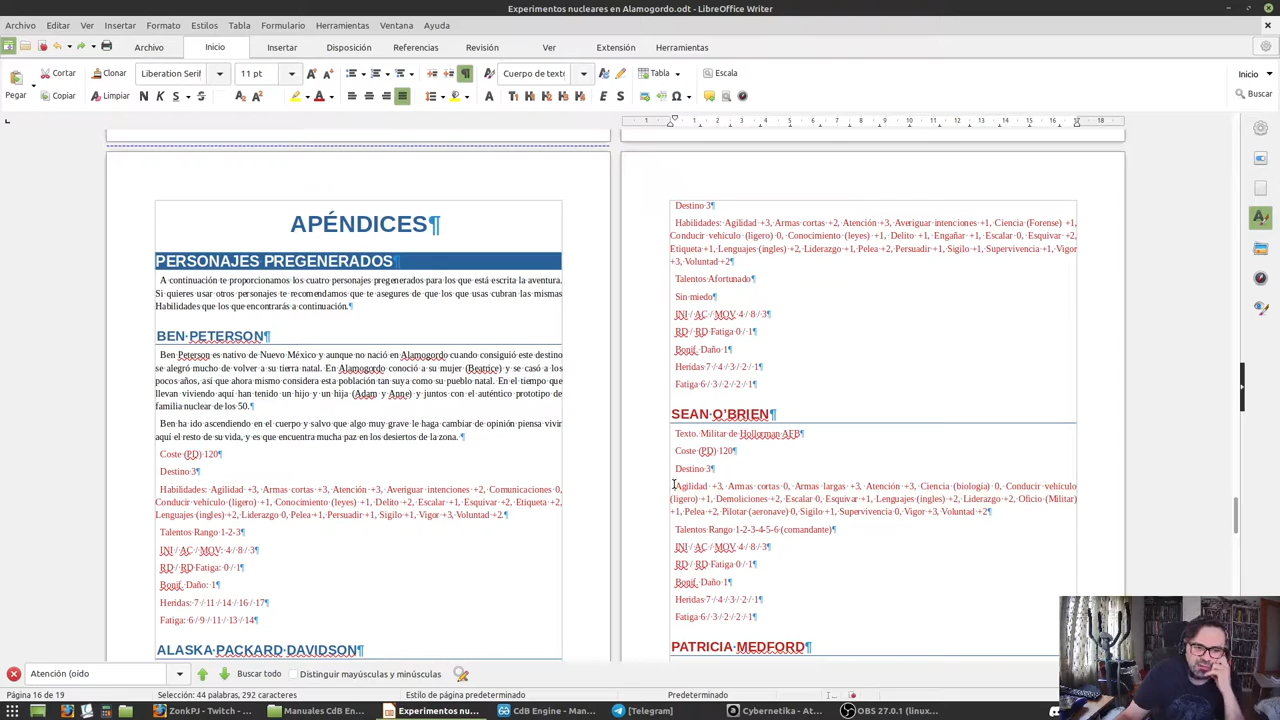 Experimentos nucleares en Alamogordo.odt - LibreOffice Writer
Archivo Editar Ver Insertar Formato Estilos Tabla Formulario Herramientas Ventana Ayuda
Archivo Inicio Insertar Disposición Referencias Revisión Ver Extensión Herramientas
Cortar Clonar Liberation Serif 11 pt Cuerpo de texto Tabla Escala Inicio
Pegar Copiar Limpiar Buscar
APÉNDICES¶
PERSONAJES PREGENERADOS¶
A continuación te proporcionamos los cuatro personajes pregenerados para los que está escrita la aventura.
Si quieres usar otros personajes te recomendamos que te asegures de que los que usas cubran las mismas
Habilidades que los que encontrarás a continuación.¶
BEN·PETERSON¶
Ben Peterson es nativo de Nuevo México y aunque no nació en Alamogordo cuando consiguió este destino
se alegró mucho de volver a su tierra natal. En Alamogordo conoció a su mujer (Beatrice) y se casó a los
pocos años, así que ahora mismo considera esta población tan suya como su pueblo natal. En el tiempo que
llevan viviendo aquí han tenido un hijo y un hija (Adam y Anne) y juntos con el auténtico prototipo de
familia nuclear de los 50.¶
Ben ha ido ascendiendo en el cuerpo y salvo que algo muy grave le haga cambiar de opinión piensa vivir
aquí el resto de su vida, y es que encuentra mucha paz en los desiertos de la zona. ¶
Coste (PD) 120¶
Destino 3¶
Habilidades: Agilidad +3, Armas cortas +3, Atención +3, Averiguar intenciones +2, Comunicaciones 0,
Conducir vehículo (ligero) +1, Conocimiento (leyes) +1, Delito +2, Escalar +1, Esquivar +2, Etiqueta +2,
Lenguajes (ingles) +2, Liderazgo 0, Pelea +1, Persuadir +1, Sigilo +1, Vigor +3, Voluntad +2.¶
Talentos Rango 1-2-3¶
INI / AC / MOV: 4 / 8 / 3¶
RD / RD Fatiga: 0 / 1¶
Bonif. Daño: 1¶
Heridas: 7 / 11 / 14 / 16 / 17¶
Fatiga: 6 / 9 / 11 / 13 / 14¶
ALASKA·PACKARD·DAVIDSON¶
Destino 3¶
Habilidades: Agilidad +3, Armas cortas +2, Atención +3, Averiguar intenciones +1, Ciencia (Forense) +1,
Conducir vehículo (ligero) 0, Conocimiento (leyes) +1, Delito +1, Engañar +1, Escalar 0, Esquivar +2,
Etiqueta +1, Lenguajes (ingles) +2, Liderazgo +1, Pelea +2, Persuadir +1, Sigilo +1, Supervivencia +1, Vigor
+3, Voluntad +2¶
Talentos Afortunado¶
Sin miedo¶
INI / AC / MOV 4 / 8 / 3¶
RD / RD Fatiga 0 / 1¶
Bonif. Daño 1¶
Heridas 7 / 4 / 3 / 2 / 1¶
Fatiga 6 / 3 / 2 / 2 / 1¶
SEAN·O'BRIEN¶
Texto. Militar de Hollorman AFB¶
Coste (PD) 120¶
Destino 3¶
Agilidad +3, Armas cortas 0, Armas largas +3, Atención +3, Ciencia (biología) 0, Conducir vehículo
(ligero) +1, Demoliciones +2, Escalar 0, Esquivar +1, Lenguajes (ingles) +2, Liderazgo +2, Oficio (Militar)
+1, Pelea +2, Pilotar (aeronave) 0, Sigilo +1, Supervivencia 0, Vigor +3, Voluntad +2¶
Talentos Rango 1-2-3-4-5-6 (comandante)¶
INI / AC / MOV 4 / 8 / 3¶
RD / RD Fatiga 0 / 1¶
Bonif. Daño 1¶
Heridas 7 / 4 / 3 / 2 / 1¶
Fatiga 6 / 3 / 2 / 2 / 1¶
PATRICIA·MEDFORD¶
Atención (oído Buscar todo Distinguir mayúsculas y minúsculas
Página 16 de 19 Selección: 44 palabras, 292 caracteres Estilo de página predeterminado Predeterminado
ZonkPJ - Twitch - ... Manuales CdB En... Experimentos nu... CdB Engine - Man... [Telegram] Cybernetika - At... OBS 27.0.1 (linux...